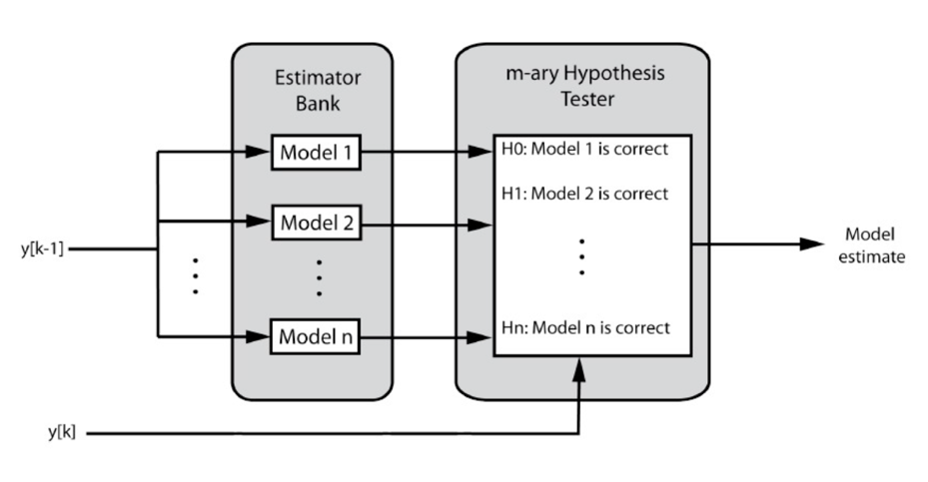 Estimator
Bank
m-ary Hypothesis
Tester
Model 1
H0: Model 1 is correct
Model 2
H1: Model 2 is correct
y[k-1]
Model
estimate
Model n
Hn: Model n is correct
y[k]